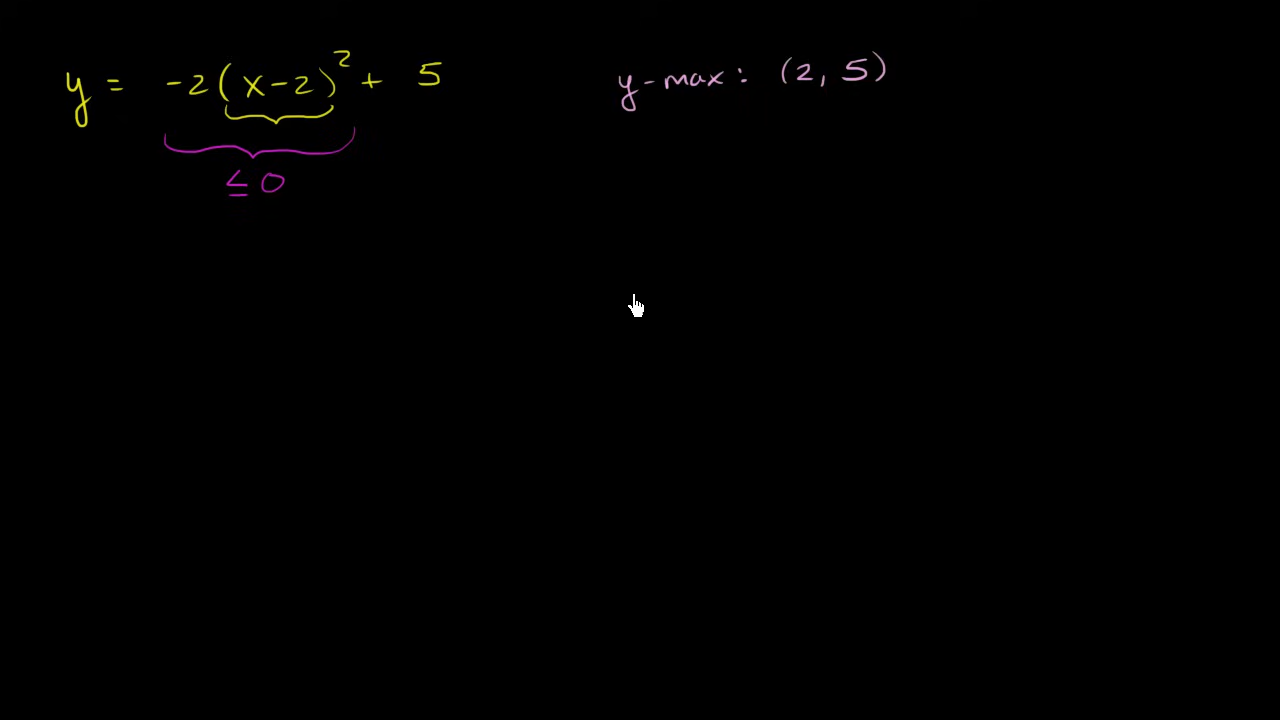 y = -2(x-2)² + 5
y-max: (2, 5)
≤ 0